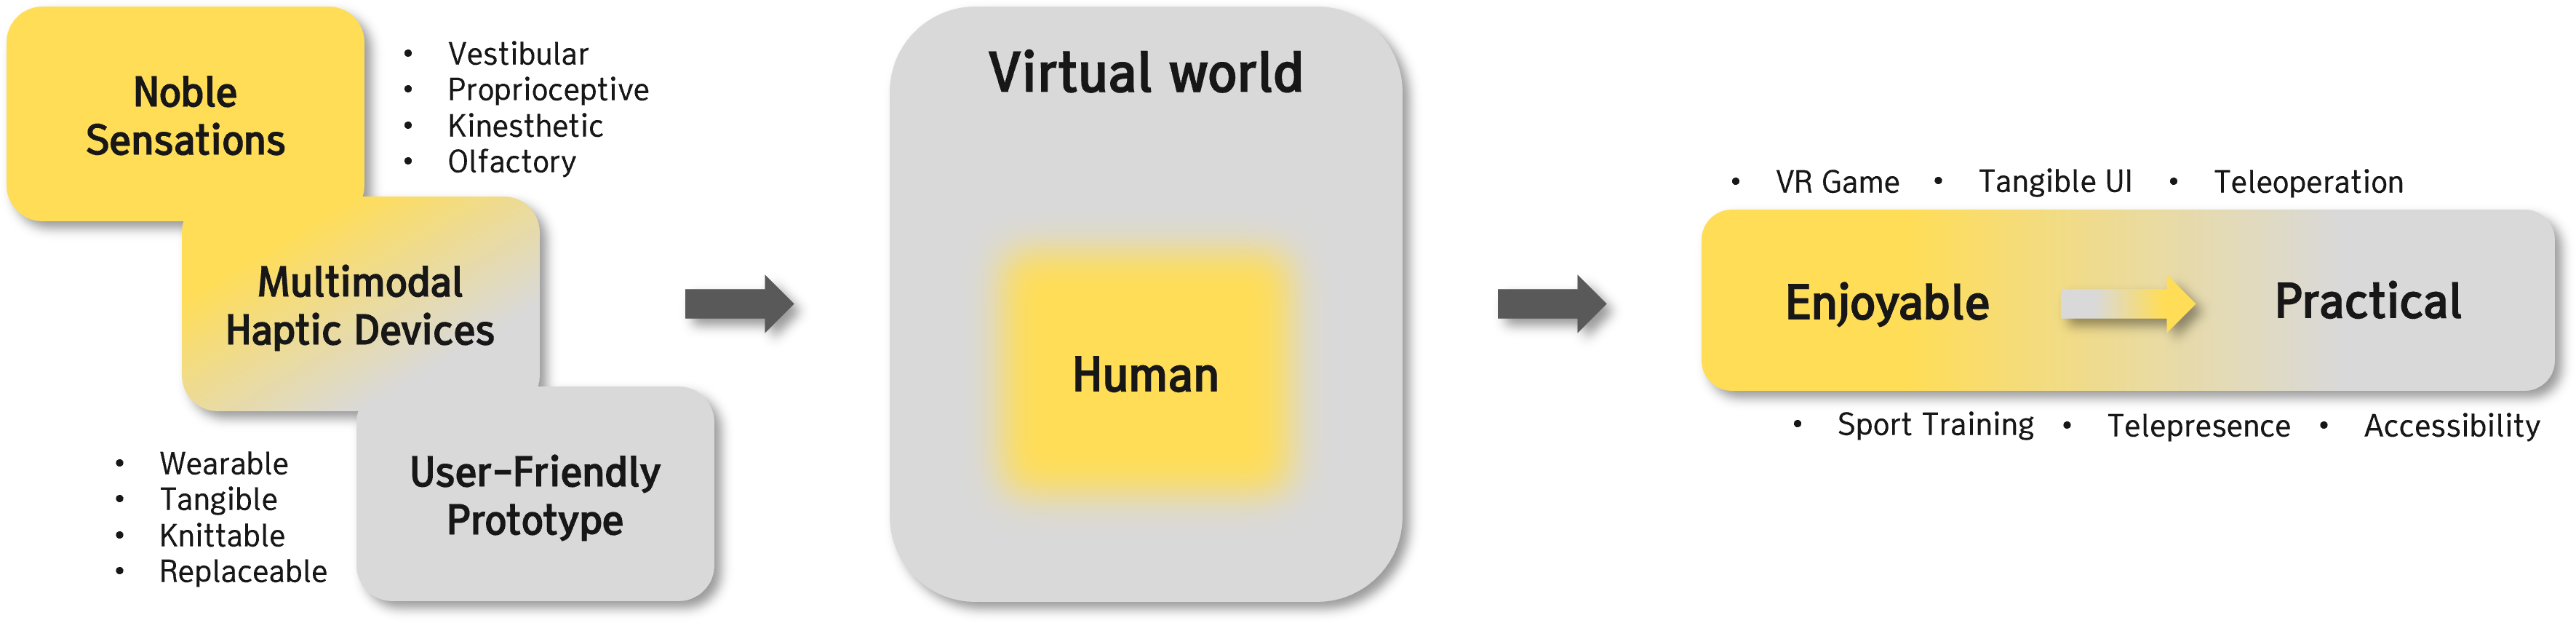 Noble
Sensations
• Vestibular
• Proprioceptive
• Kinesthetic
• Olfactory
Multimodal
Haptic Devices
User-Friendly
Prototype
• Wearable
• Tangible
• Knittable
• Replaceable
Virtual world
Human
• VR Game • Tangible UI • Teleoperation
Enjoyable Practical
• Sport Training • Telepresence • Accessibility